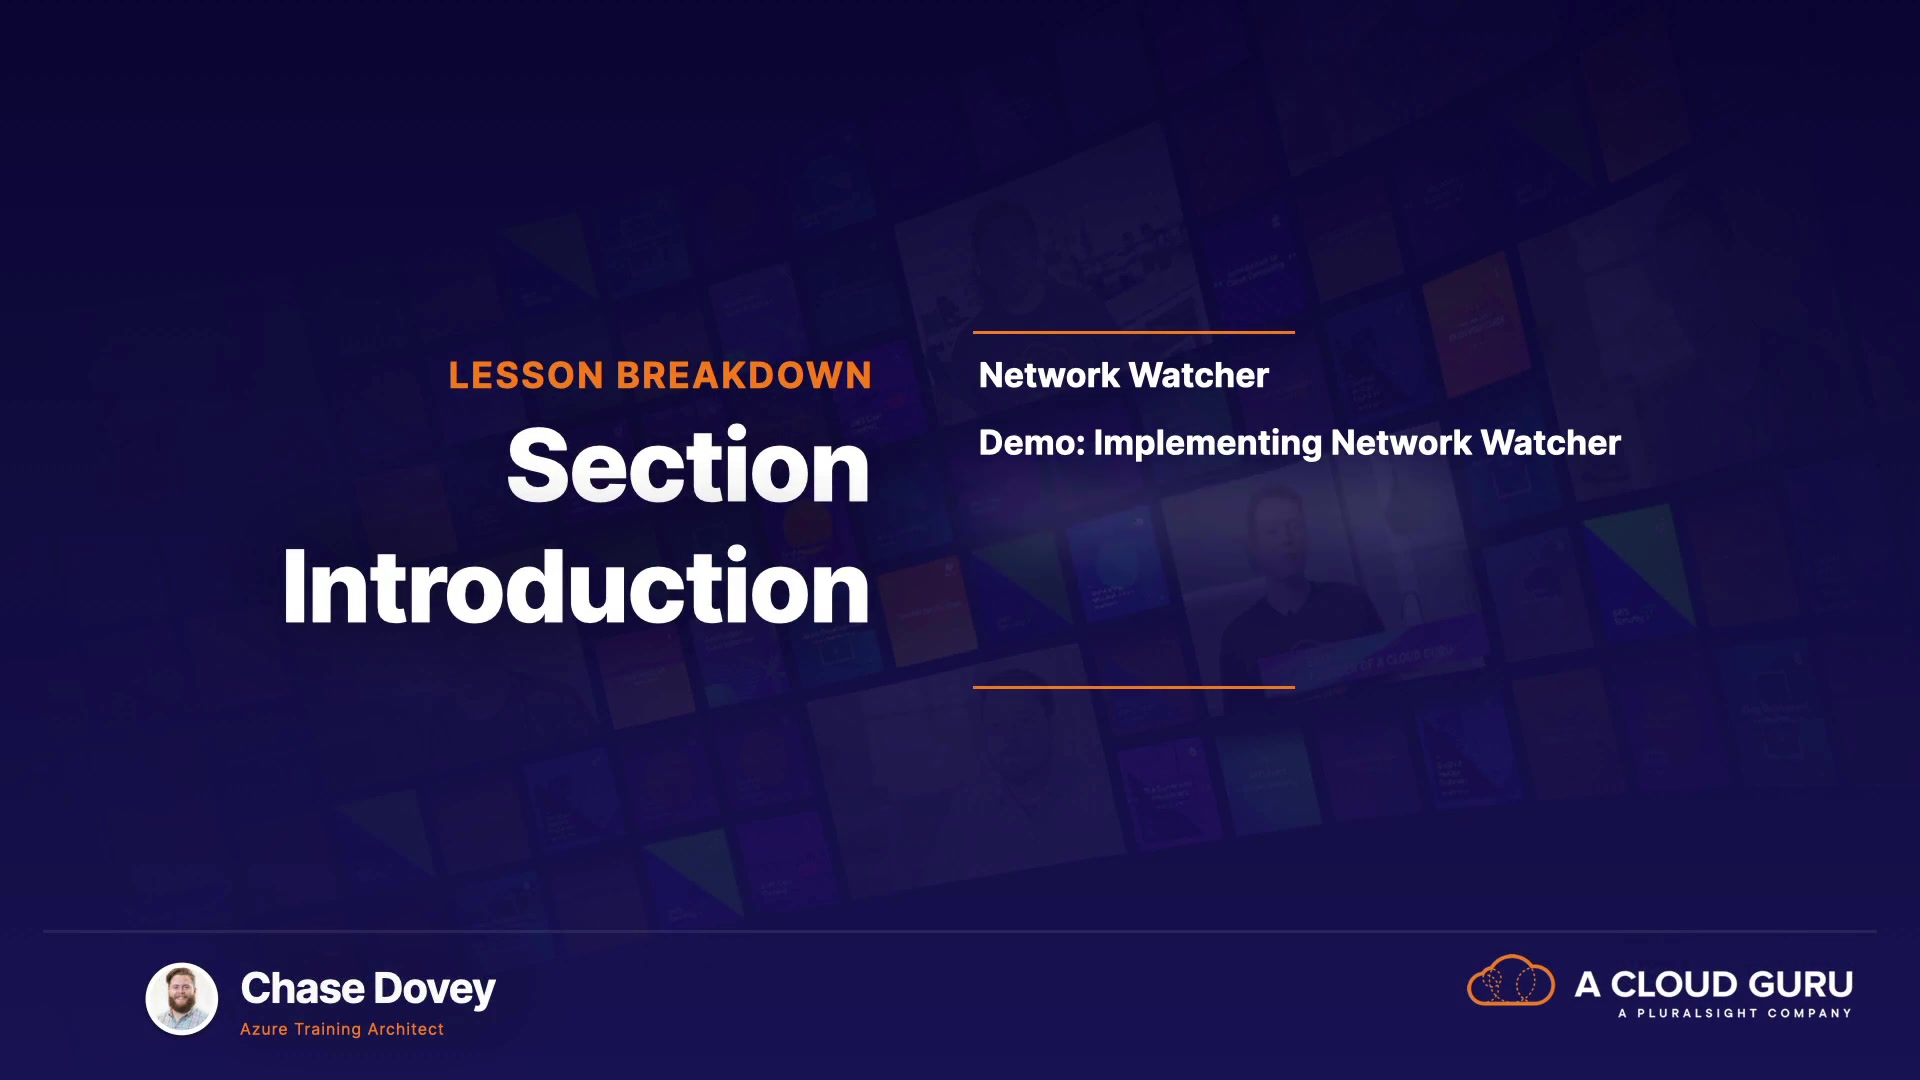 LESSON BREAKDOWN
Section
Introduction
Network Watcher
Demo: Implementing Network Watcher
Chase Dovey
Azure Training Architect
A CLOUD GURU
A PLURALSIGHT COMPANY